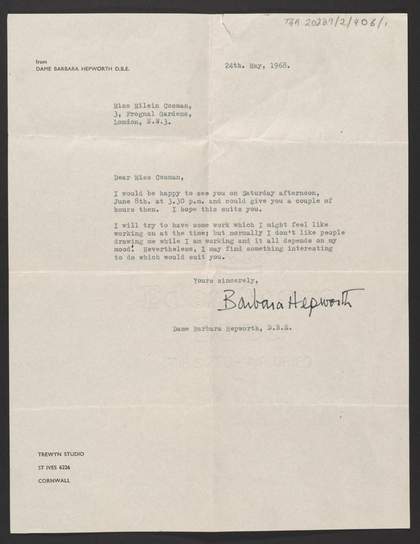 TGA 20237/2/406/1
from
DAME BARBARA HEPWORTH D.B.E.
24th. May, 1968.
Miss Milein Cosman,
3, Frognal Gardens,
London, N.W.3.
Dear Miss Cosman,
I would be happy to see you on Saturday afternoon,
June 8th. at 3.30 p.m. and could give you a couple of
hours then. I hope this suits you.
I will try to have some work which I might feel like
working on at the time; but normally I don't like people
drawing me while I am working and it all depends on my
mood! Nevertheless, I may find something interesting
to do which would suit you.
Yours sincerely,
Barbara Hepworth
Dame Barbara Hepworth, D.B.E.
TREWYN STUDIO
ST IVES 6226
CORNWALL